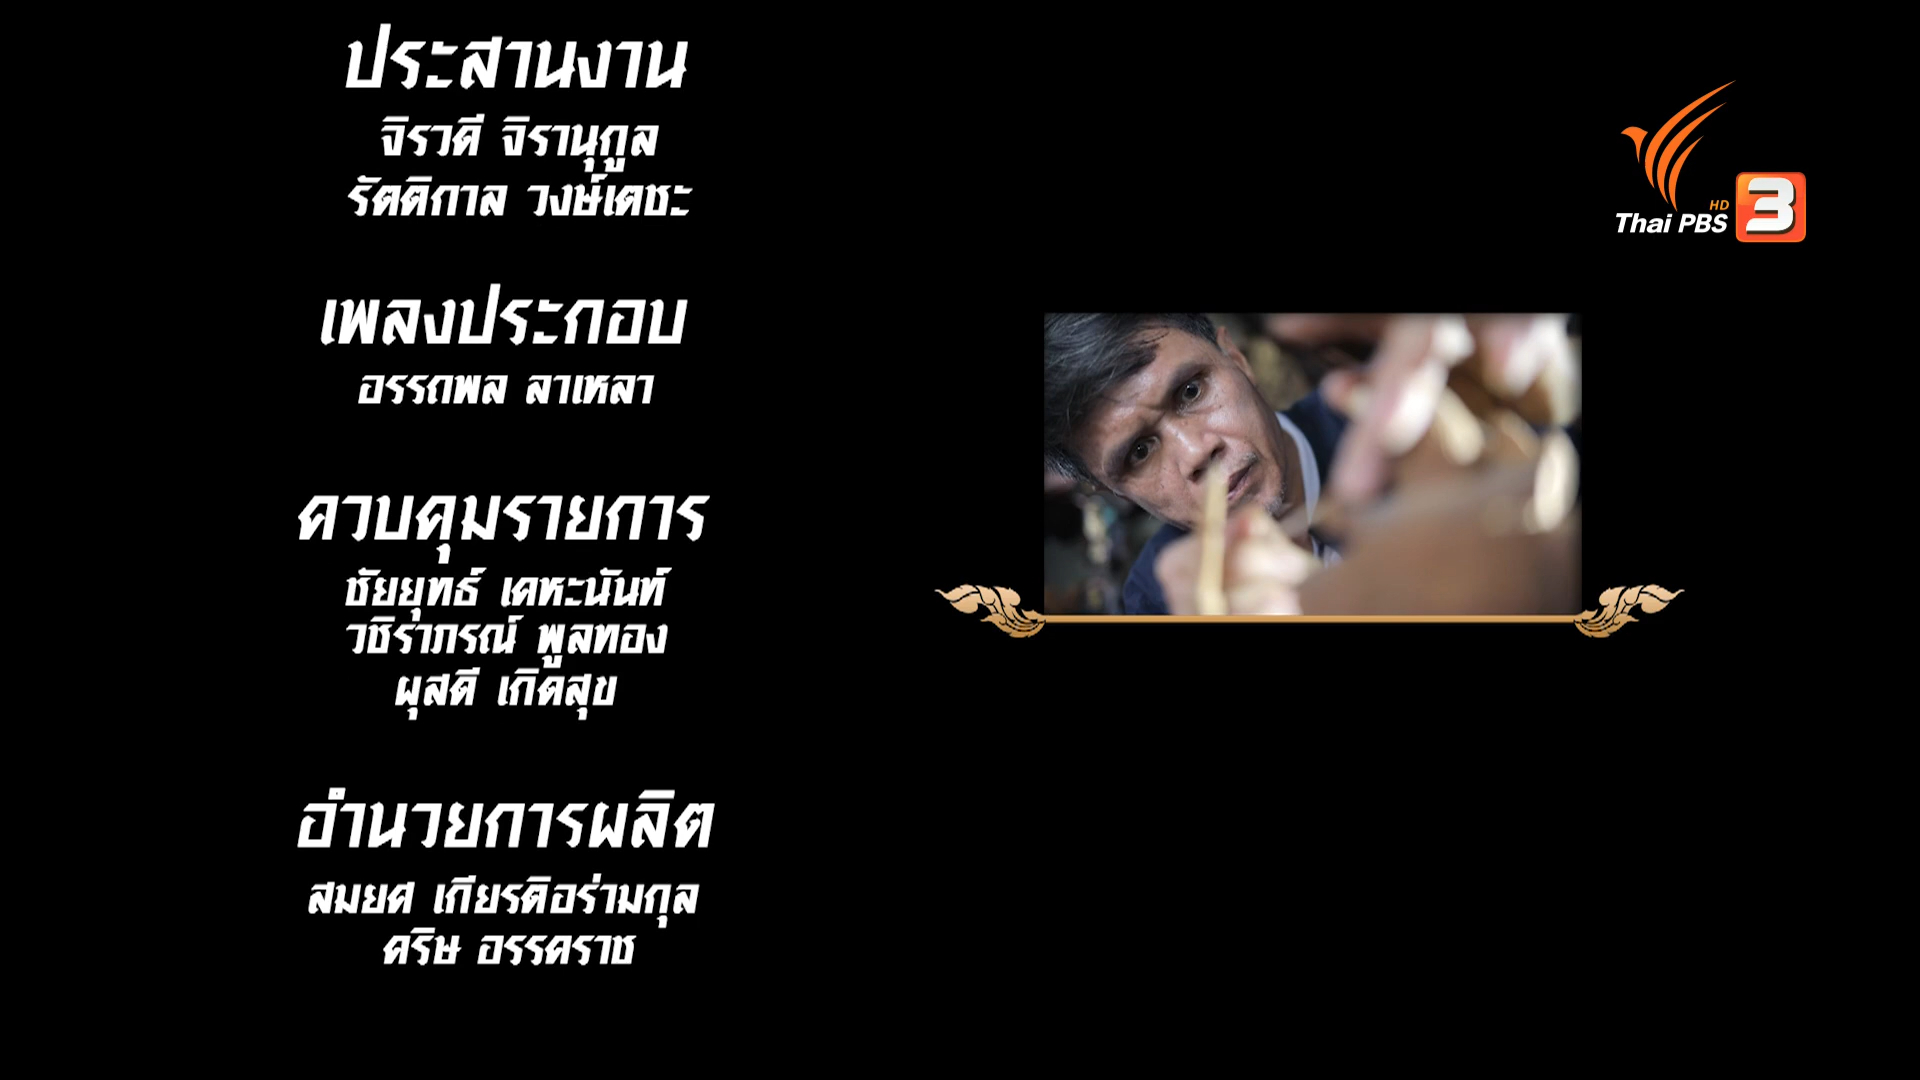 ประสานงาน
จิรวดี จิรานุกูล
รัตติกาล วงษ์เตชะ
เพลงประกอบ
อรรถพล ลาเหลา
ควบคุมรายการ
ชัยยุทธ์ เคหะนันท์
วชิราภรณ์ พูลทอง
ผุสดี เกิดสุข
อำนวยการผลิต
สมยศ เกียรติอร่ามกุล
คริษ อรรคราช
HD
Thai PBS 3